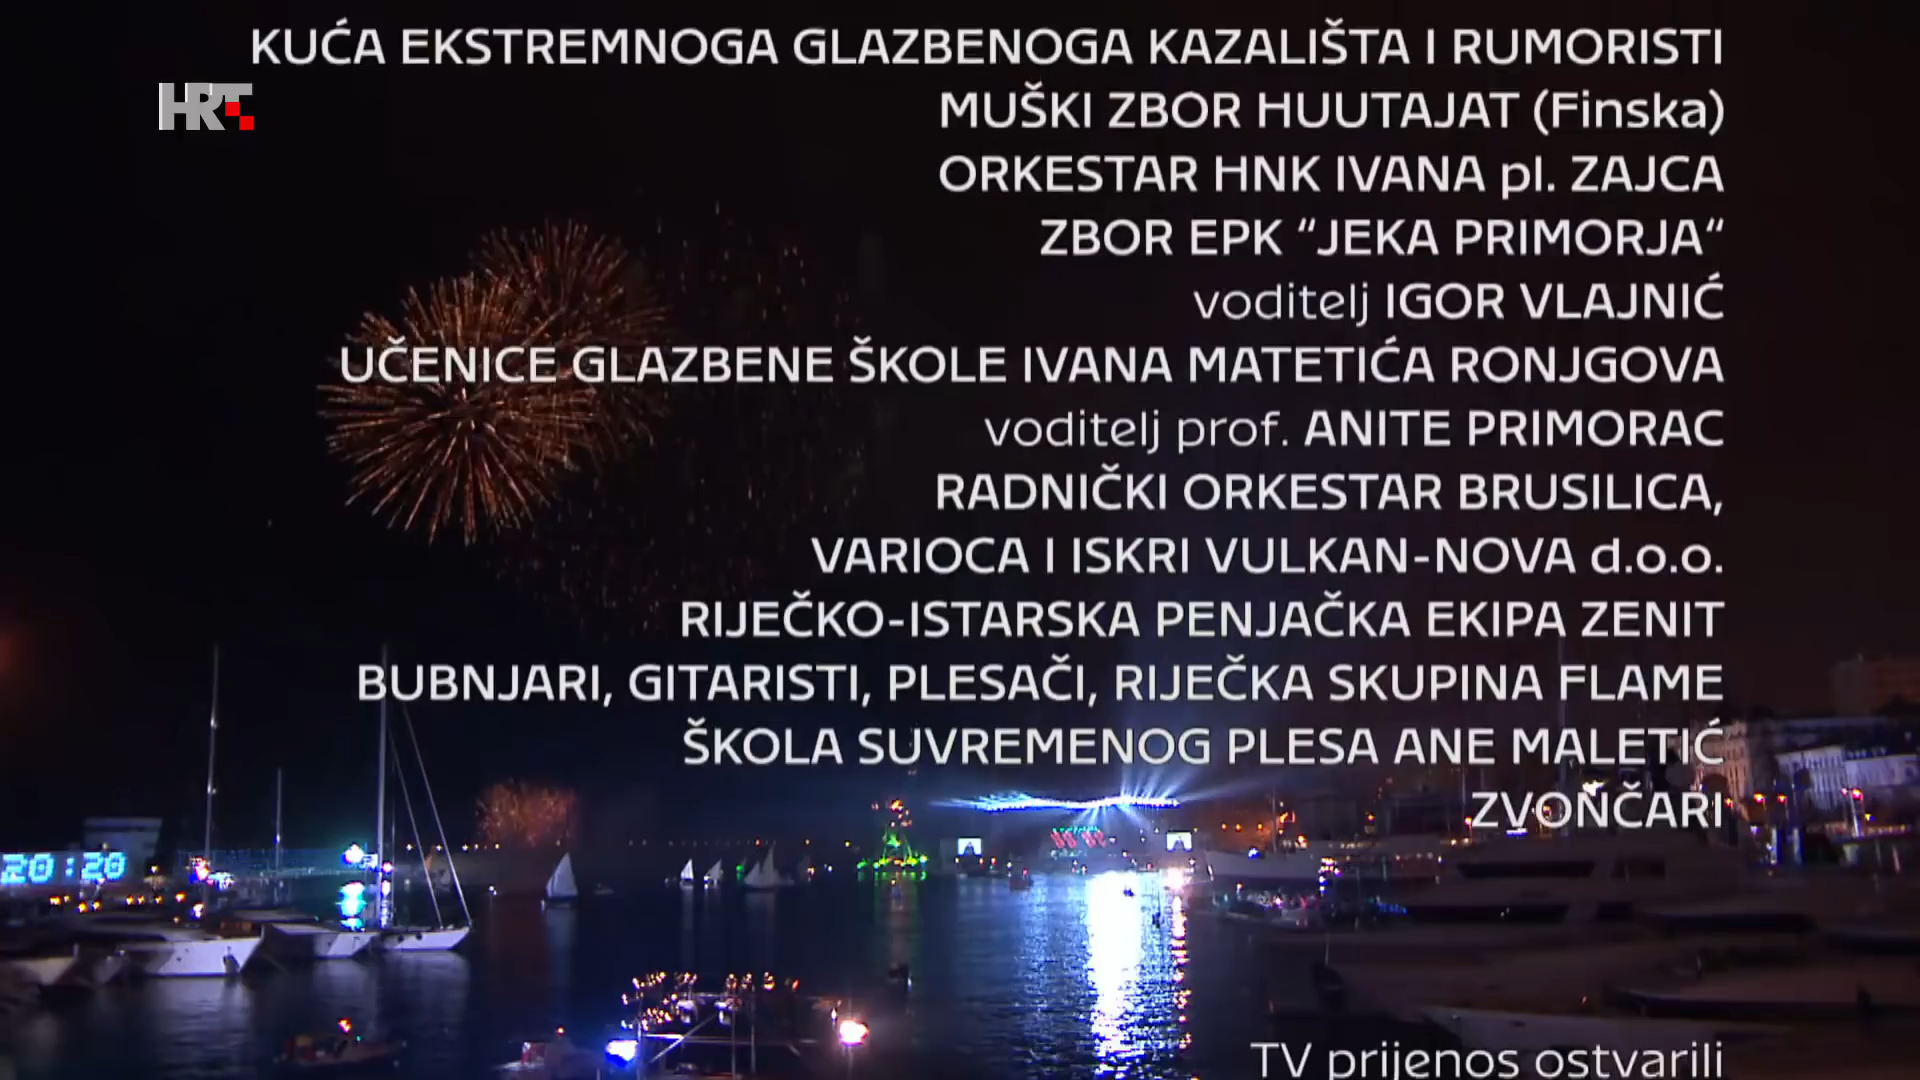 KUĆA EKSTREMNOGA GLAZBENOGA KAZALIŠTA I RUMORISTI
HRT
MUŠKI ZBOR HUUTAJAT (Finska)
ORKESTAR HNK IVANA pl. ZAJCA
ZBOR EPK “JEKA PRIMORJA“
voditelj IGOR VLAJNIĆ
UČENICE GLAZBENE ŠKOLE IVANA MATETIĆA RONJGOVA
voditelj prof. ANITE PRIMORAC
RADNIČKI ORKESTAR BRUSILICA,
VARIOCA I ISKRI VULKAN-NOVA d.o.o.
RIJEČKO-ISTARSKA PENJAČKA EKIPA ZENIT
BUBNJARI, GITARISTI, PLESAČI, RIJEČKA SKUPINA FLAME
ŠKOLA SUVREMENOG PLESA ANE MALETIĆ
ZVONČARI
20:20
TV prijenos ostvarili